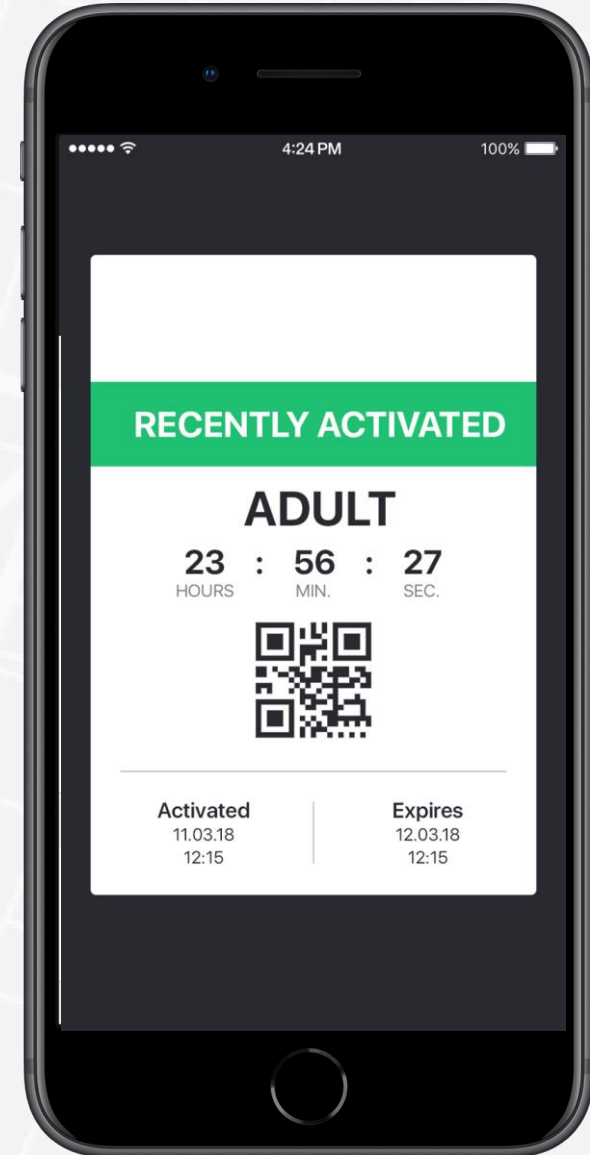 4:24 PM 100%
RECENTLY ACTIVATED
ADULT
23 : 56 : 27
HOURS MIN. SEC.
Activated Expires
11.03.18 12.03.18
12:15 12:15